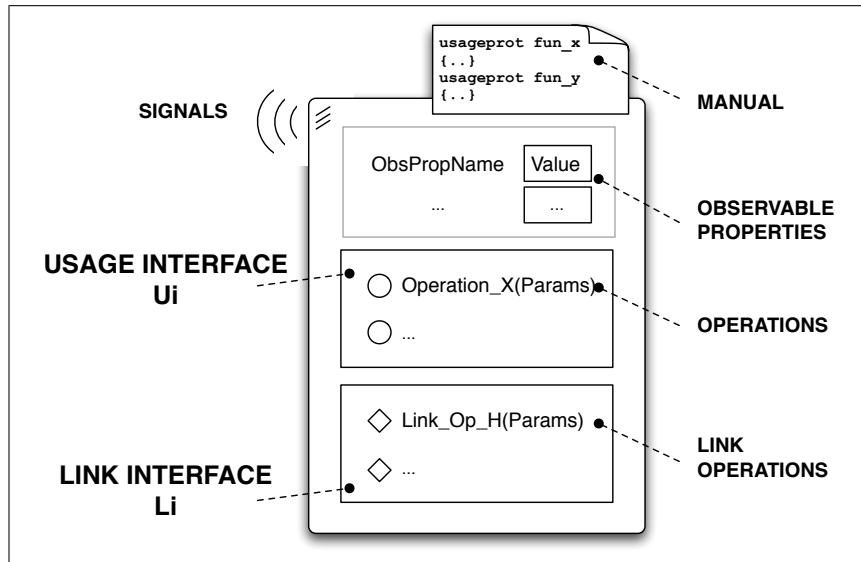 usageprot fun_x
{..}
usageprot fun_y
{..}
MANUAL
SIGNALS
ObsPropName
Value
...
...
OBSERVABLE
PROPERTIES
USAGE INTERFACE
Ui
Operation_X(Params)
...
OPERATIONS
Link_Op_H(Params)
...
LINK
OPERATIONS
LINK INTERFACE
Li